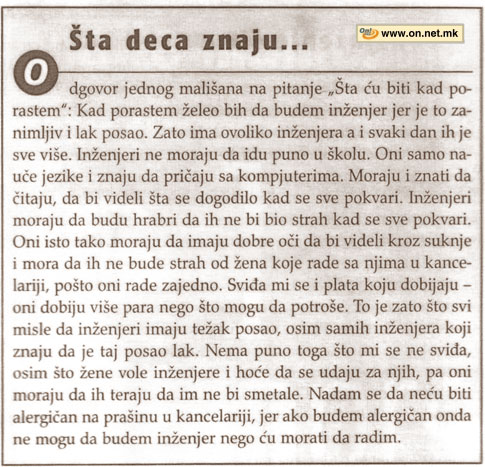 On! www.on.net.mk
Šta deca znaju...
Odgovor jednog mališana na pitanje „Šta ću biti kad po-
rastem“: Kad porastem želeo bih da budem inženjer jer je to za-
nimljiv i lak posao. Zato ima ovoliko inženjera a i svaki dan ih je
sve više. Inženjeri ne moraju da idu puno u školu. Oni samo na-
uče jezike i znaju da pričaju sa kompjuterima. Moraju i znati da
čitaju, da bi videli šta se dogodilo kad se sve pokvari. Inženjeri
moraju da budu hrabri da ih ne bi bio strah kad se sve pokvari.
Oni isto tako moraju da imaju dobre oči da bi videli kroz suknje
i mora da ih ne bude strah od žena koje rade sa njima u kance-
lariji, pošto oni rade zajedno. Sviđa mi se i plata koju dobijaju –
oni dobiju više para nego što mogu da potroše. To je zato što svi
misle da inženjeri imaju težak posao, osim samih inženjera koji
znaju da je taj posao lak. Nema puno toga što mi se ne sviđa,
osim što žene vole inženjere i hoće da se udaju za njih, pa oni
moraju da ih teraju da im ne bi smetale. Nadam se da neću biti
alergičan na prašinu u kancelariji, jer ako budem alergičan onda
ne mogu da budem inženjer nego ću morati da radim.